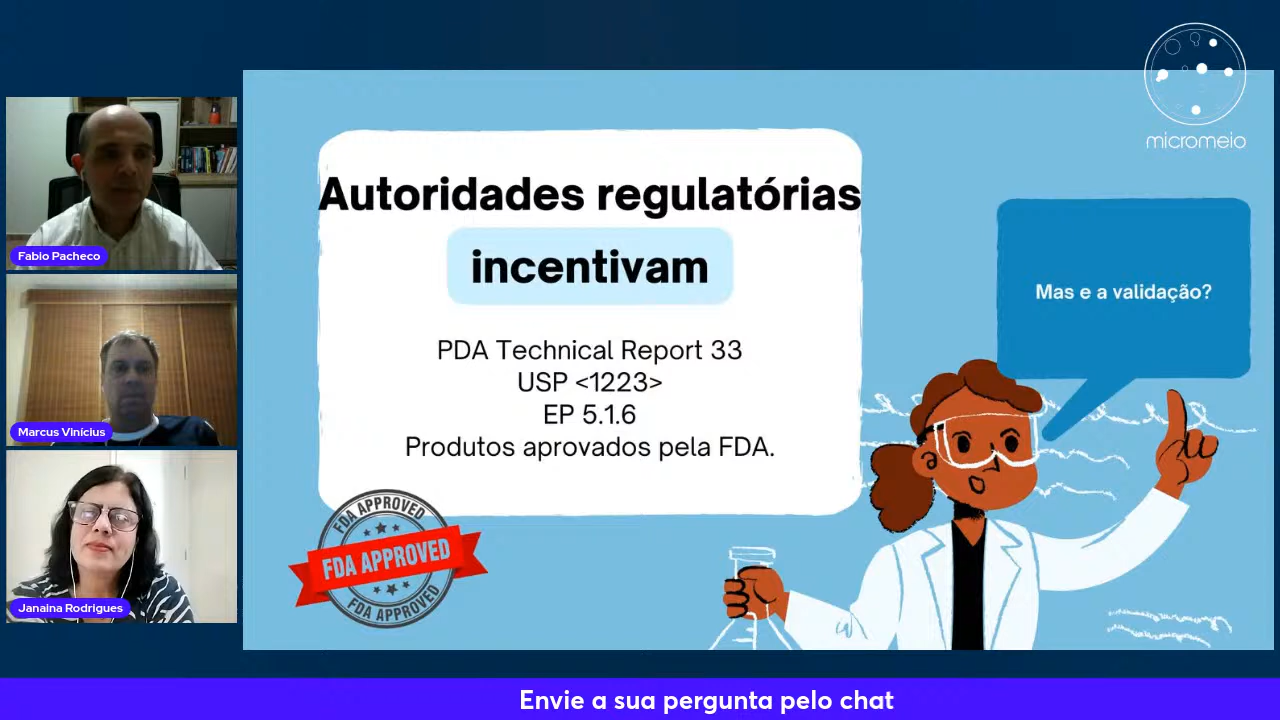 micromeio
Autoridades regulatórias
incentivam
PDA Technical Report 33
USP <1223>
EP 5.1.6
Produtos aprovados pela FDA.
Mas e a validação?
FDA APPROVED
FDA APPROVED
FDA APPROVED
Fabio Pacheco
Marcus Vinícius
Janaina Rodrigues
Envie a sua pergunta pelo chat